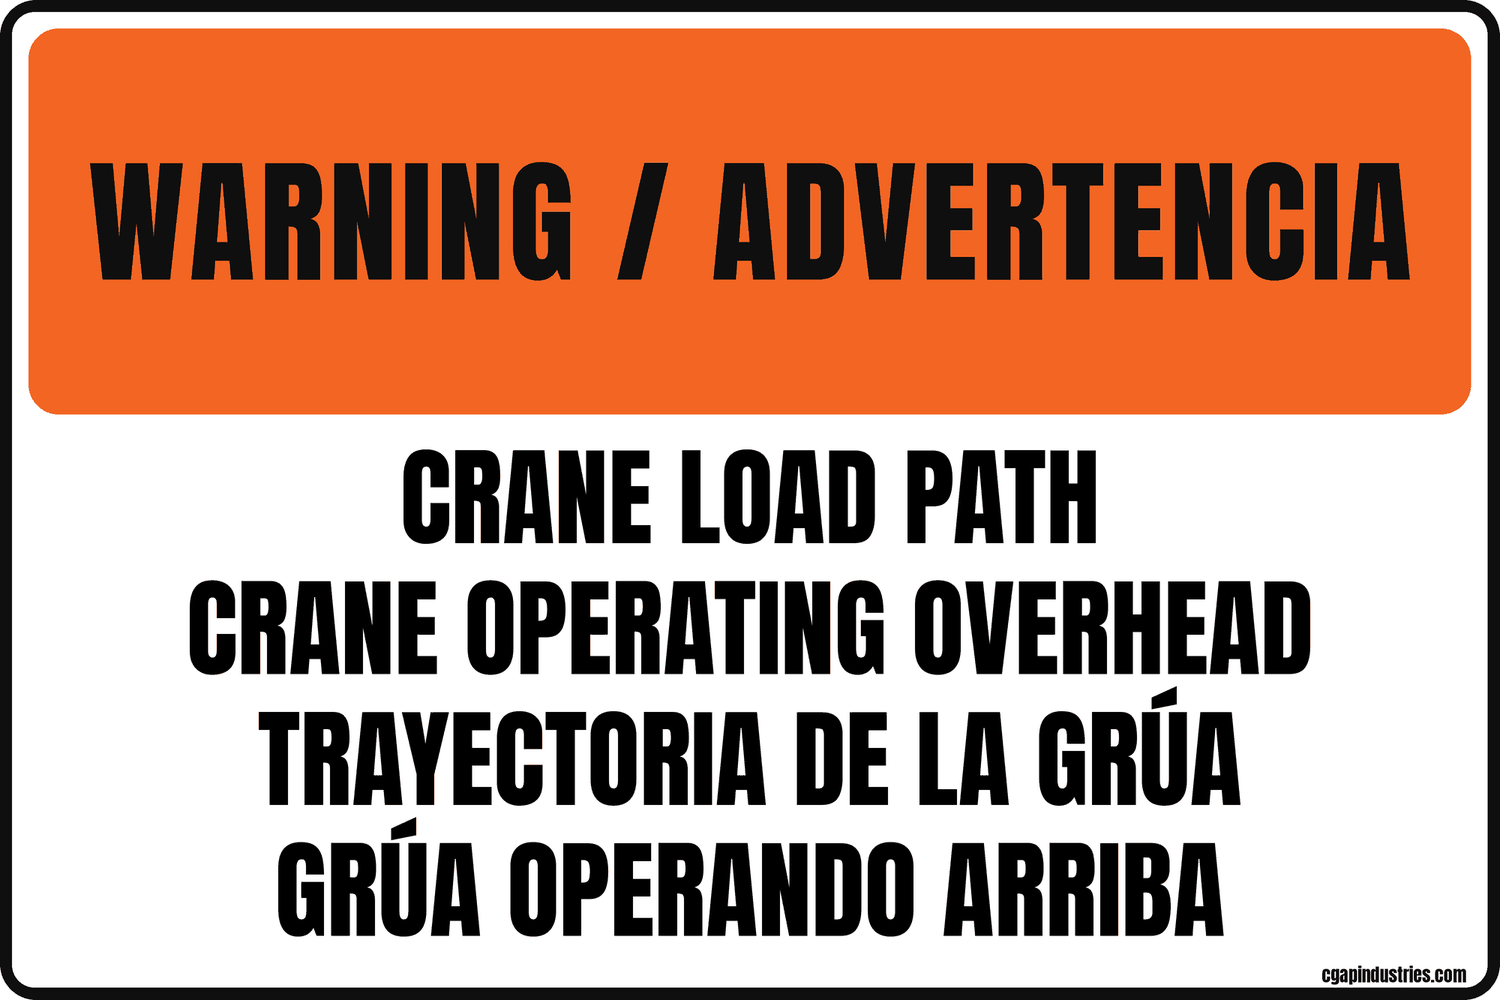 WARNING / ADVERTENCIA
CRANE LOAD PATH
CRANE OPERATING OVERHEAD
TRAYECTORIA DE LA GRÚA
GRÚA OPERANDO ARRIBA
cgapindustries.com